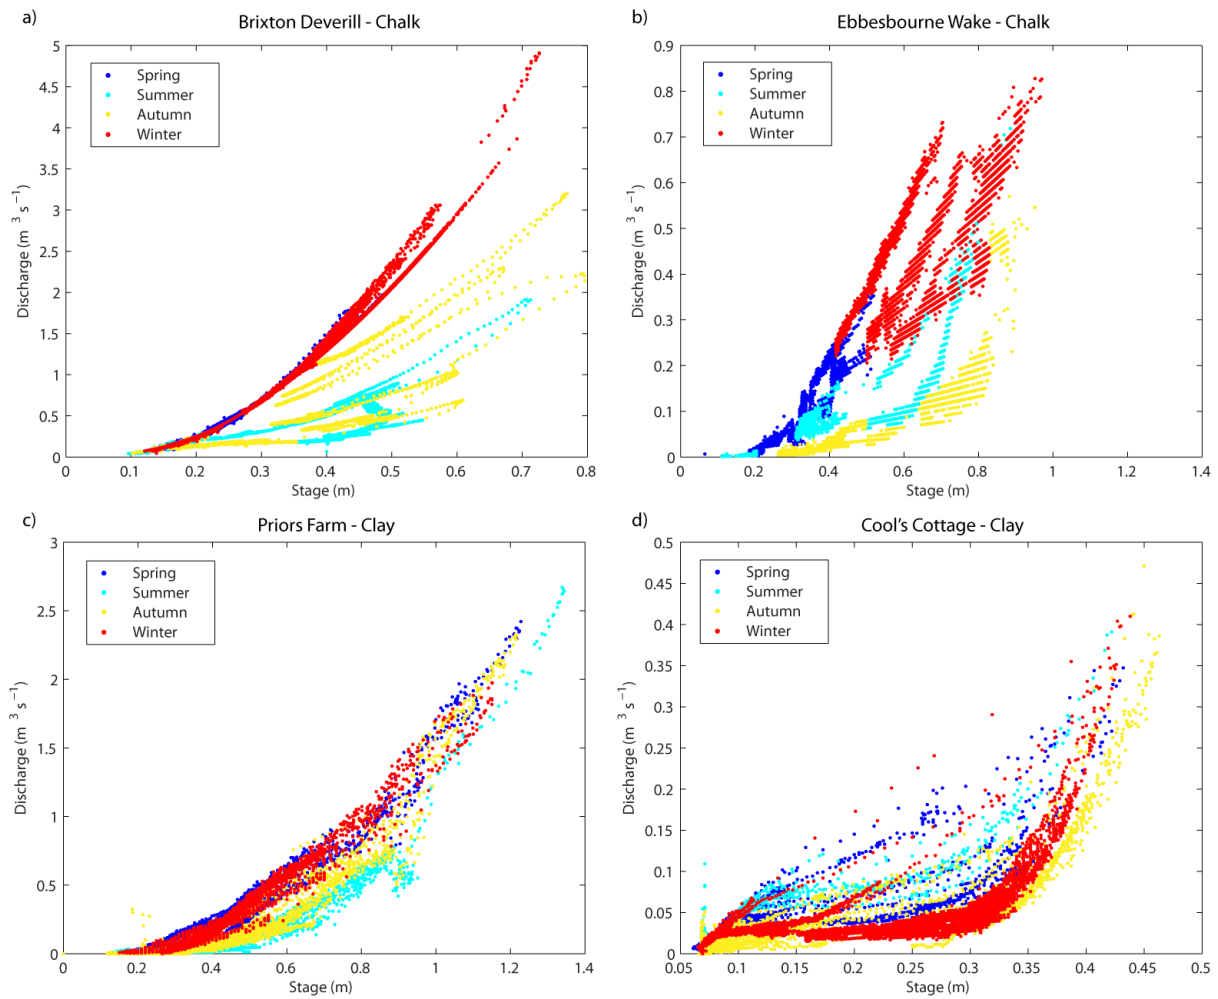 a)
Brixton Deverill - Chalk
5
4.5
4
3.5
3
2.5
2
1.5
1
0.5
0
Discharge (m 3 s −1)
Spring
Summer
Autumn
Winter
0 0.1 0.2 0.3 0.4 0.5 0.6 0.7 0.8
Stage (m)
b)
Ebbesbourne Wake - Chalk
0.9
0.8
0.7
0.6
0.5
0.4
0.3
0.2
0.1
0
Discharge (m 3 s −1)
Spring
Summer
Autumn
Winter
0 0.2 0.4 0.6 0.8 1 1.2 1.4
Stage (m)
c)
Priors Farm - Clay
3
2.5
2
1.5
1
0.5
0
Discharge (m 3 s −1)
Spring
Summer
Autumn
Winter
0 0.2 0.4 0.6 0.8 1 1.2 1.4
Stage (m)
d)
Cool's Cottage - Clay
0.5
0.45
0.4
0.35
0.3
0.25
0.2
0.15
0.1
0.05
0
Discharge (m 3 s −1)
Spring
Summer
Autumn
Winter
0.05 0.1 0.15 0.2 0.25 0.3 0.35 0.4 0.45 0.5
Stage (m)